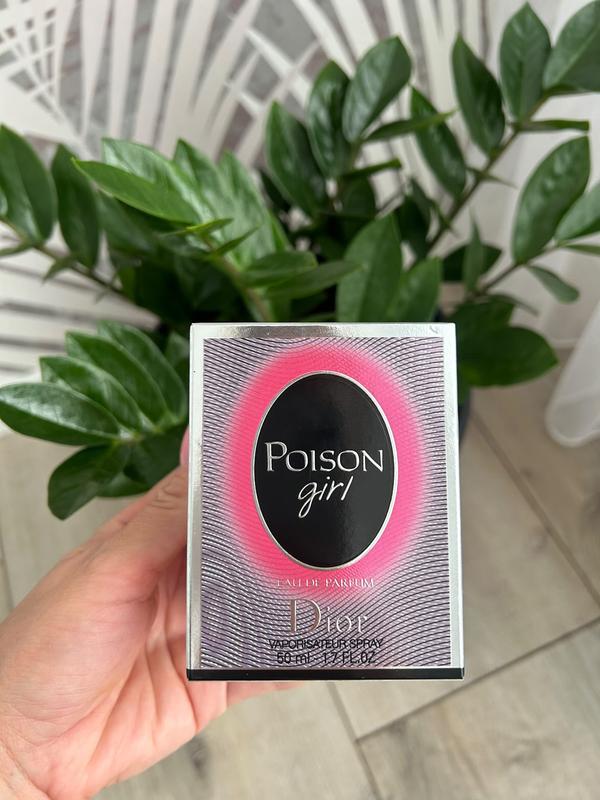 POISON
girl
EAU DE PARFUM
Dior
VAPORISATEUR SPRAY
50 ml - 1.7 FL.OZ